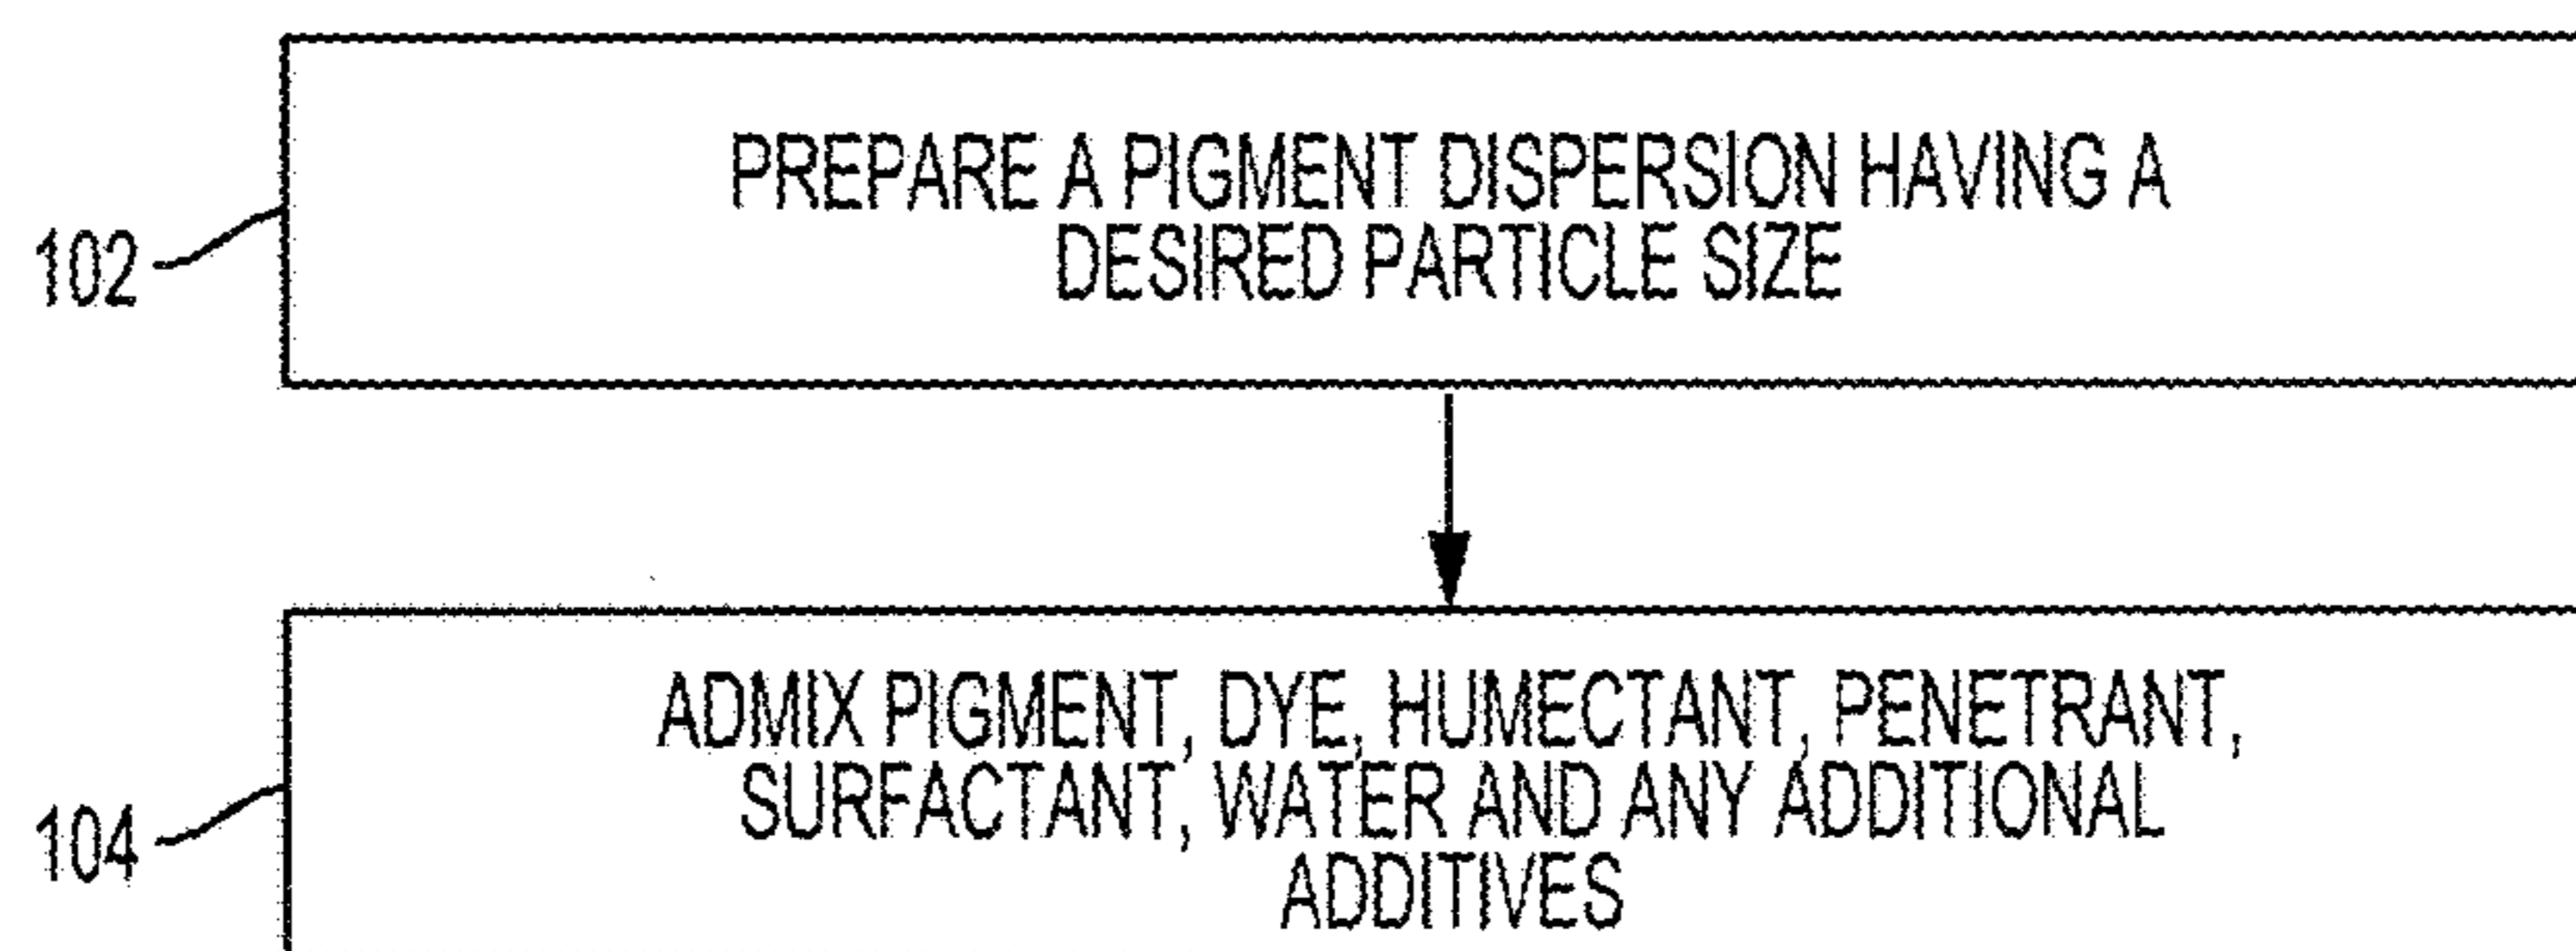 PREPARE A PIGMENT DISPERSION HAVING A
DESIRED PARTICLE SIZE
102
ADMIX PIGMENT, DYE, HUMECTANT, PENETRANT,
SURFACTANT, WATER AND ANY ADDITIONAL
ADDITIVES
104